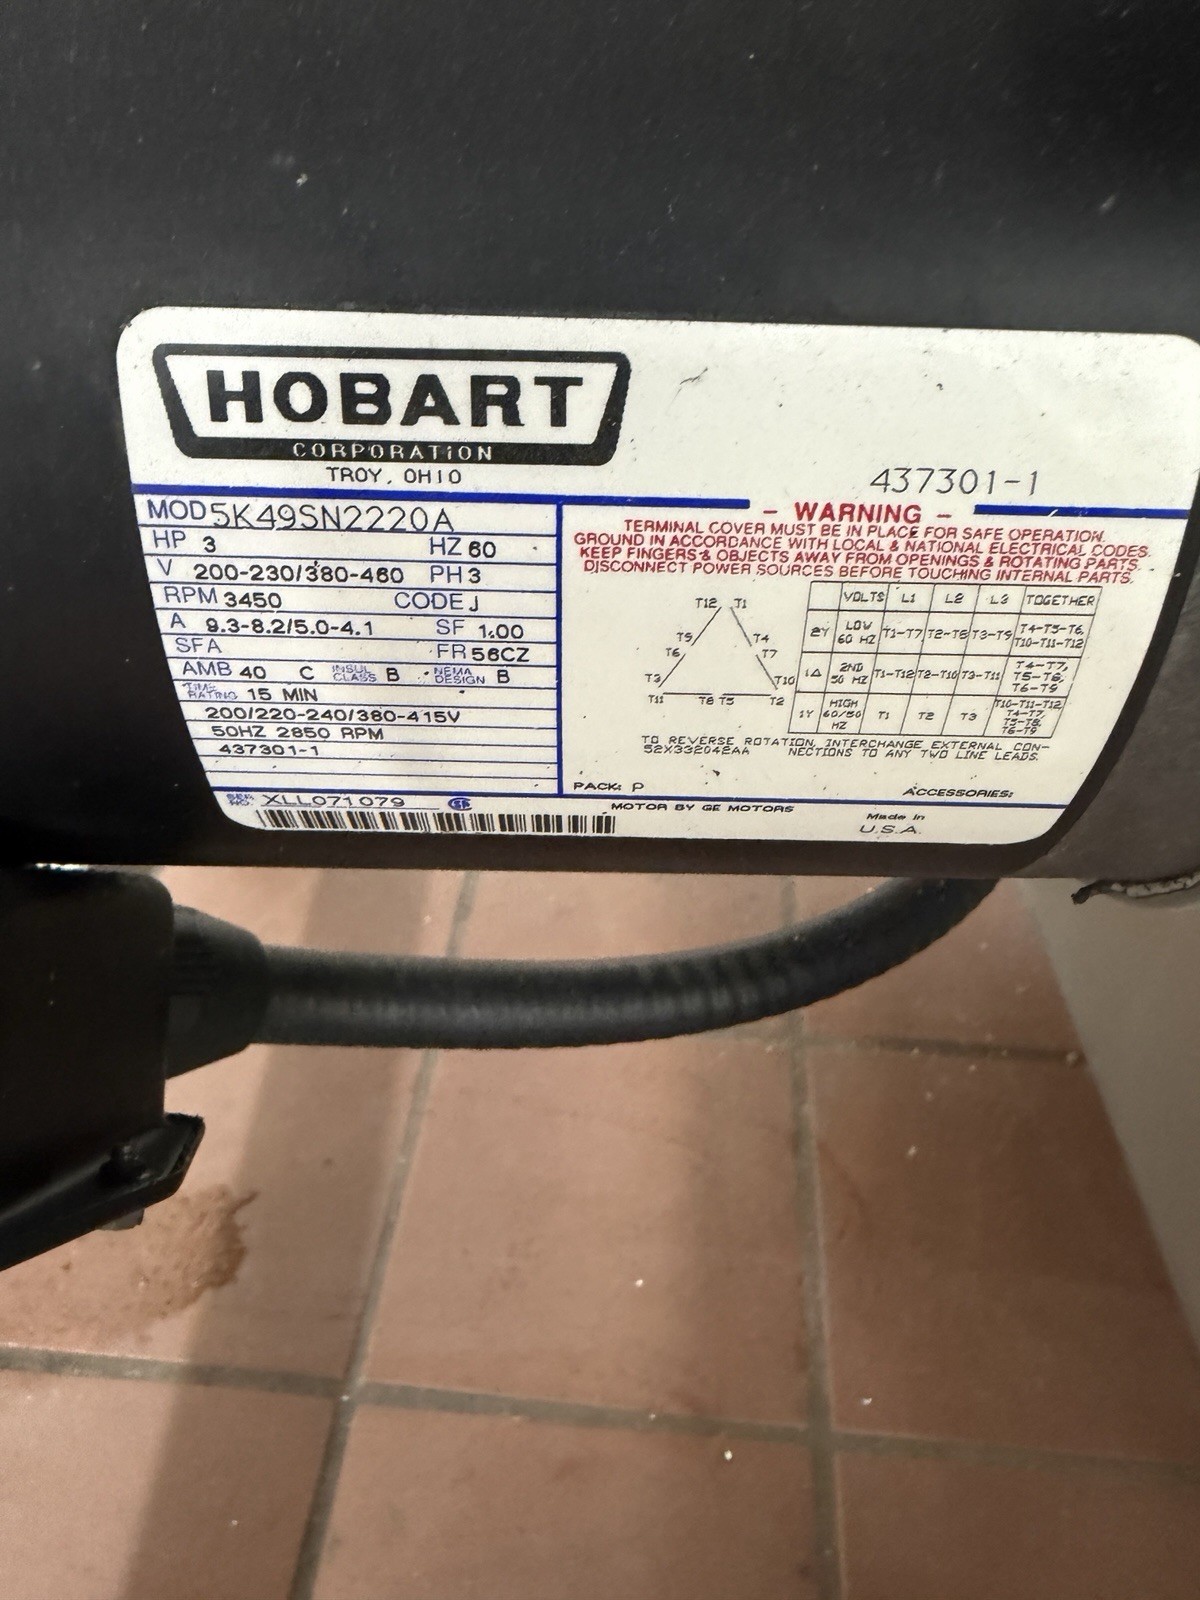 HOBART
CORPORATION
TROY, OHIO
437301-1
MOD 5K49SN2220A
HP 3 HZ 60
V 200-230/380-460 PH 3
RPM 3450 CODE J
A 9.3-8.2/5.0-4.1 SF 1.00
SFA FR 56CZ
AMB 40 C INSUL CLASS B NEMA DESIGN B
TIME RATING 15 MIN
200/220-240/380-415V
50HZ 2850 RPM
437301-1
SER. NO. XLL071079
- WARNING -
TERMINAL COVER MUST BE IN PLACE FOR SAFE OPERATION.
GROUND IN ACCORDANCE WITH LOCAL & NATIONAL ELECTRICAL CODES.
KEEP FINGERS & OBJECTS AWAY FROM OPENINGS & ROTATING PARTS.
DISCONNECT POWER SOURCES BEFORE TOUCHING INTERNAL PARTS.
T12 T1
T9 T4
T6 T7
T3 T10
T11 T8 T5 T2
VOLTS L1 L2 L3 TOGETHER
2Y LOW 60 HZ T1-T7 T2-T8 T3-T9 T4-T5-T6, T10-T11-T12
1Δ 2ND 50 HZ T1-T12 T2-T10 T3-T11 T4-T7, T5-T8, T6-T9
1Y HIGH 60/50 HZ T1 T2 T3 T10-T11-T12, T4-T7, T5-T8, T6-T9
TO REVERSE ROTATION, INTERCHANGE EXTERNAL CON-
52X332042AA NECTIONS TO ANY TWO LINE LEADS.
PACK: P ACCESSORIES:
MOTOR BY GE MOTORS
Made in
U.S.A.